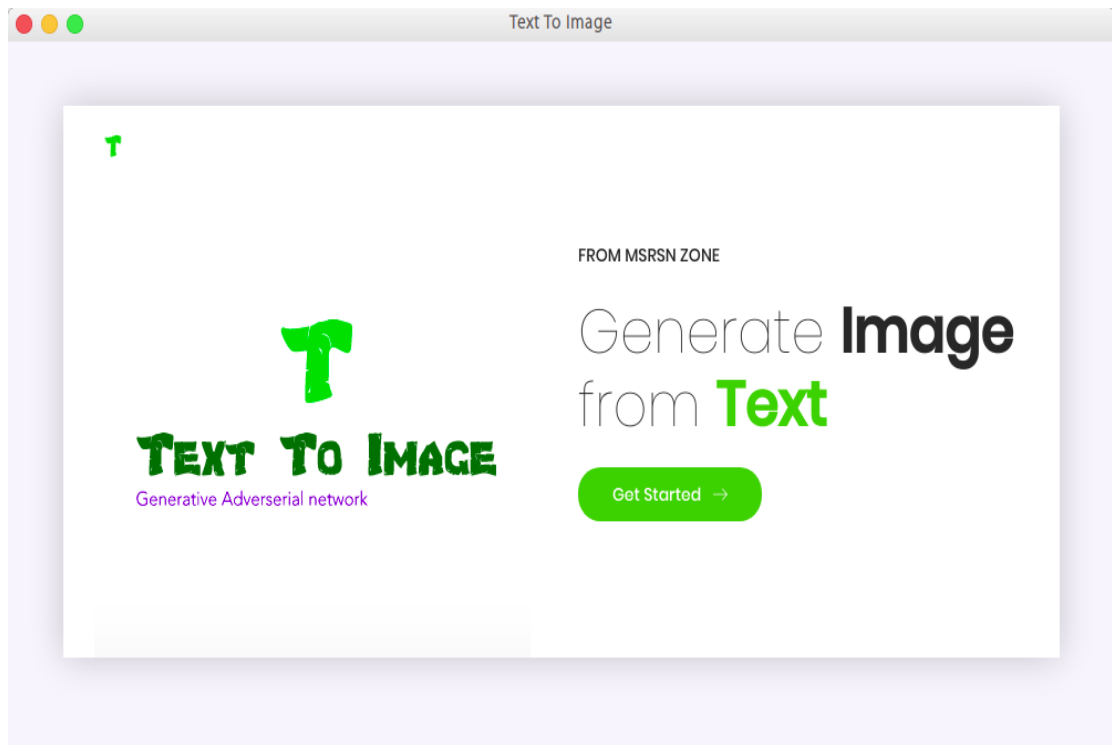 Text To Image
T
T
TEXT TO IMAGE
Generative Adverserial network
FROM MSRSN ZONE
Generate Image
from Text
Get Started →